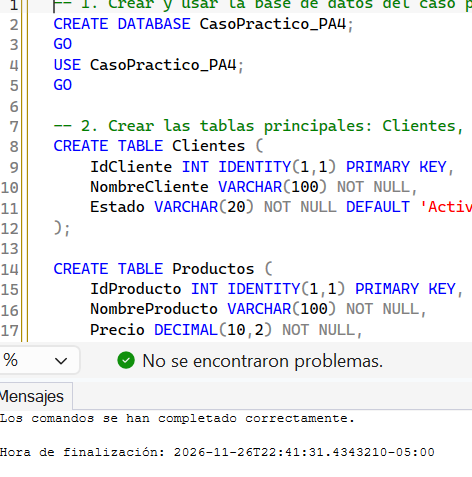 1 -- 1. Crear y usar la base de datos del caso p
2 CREATE DATABASE CasoPractico_PA4;
3 GO
4 USE CasoPractico_PA4;
5 GO
6
7 -- 2. Crear las tablas principales: Clientes,
8 CREATE TABLE Clientes (
9 IdCliente INT IDENTITY(1,1) PRIMARY KEY,
10 NombreCliente VARCHAR(100) NOT NULL,
11 Estado VARCHAR(20) NOT NULL DEFAULT 'Activ
12 );
13
14 CREATE TABLE Productos (
15 IdProducto INT IDENTITY(1,1) PRIMARY KEY,
16 NombreProducto VARCHAR(100) NOT NULL,
17 Precio DECIMAL(10,2) NOT NULL,
% No se encontraron problemas.
Mensajes
Los comandos se han completado correctamente.
Hora de finalización: 2026-11-26T22:41:31.4343210-05:00